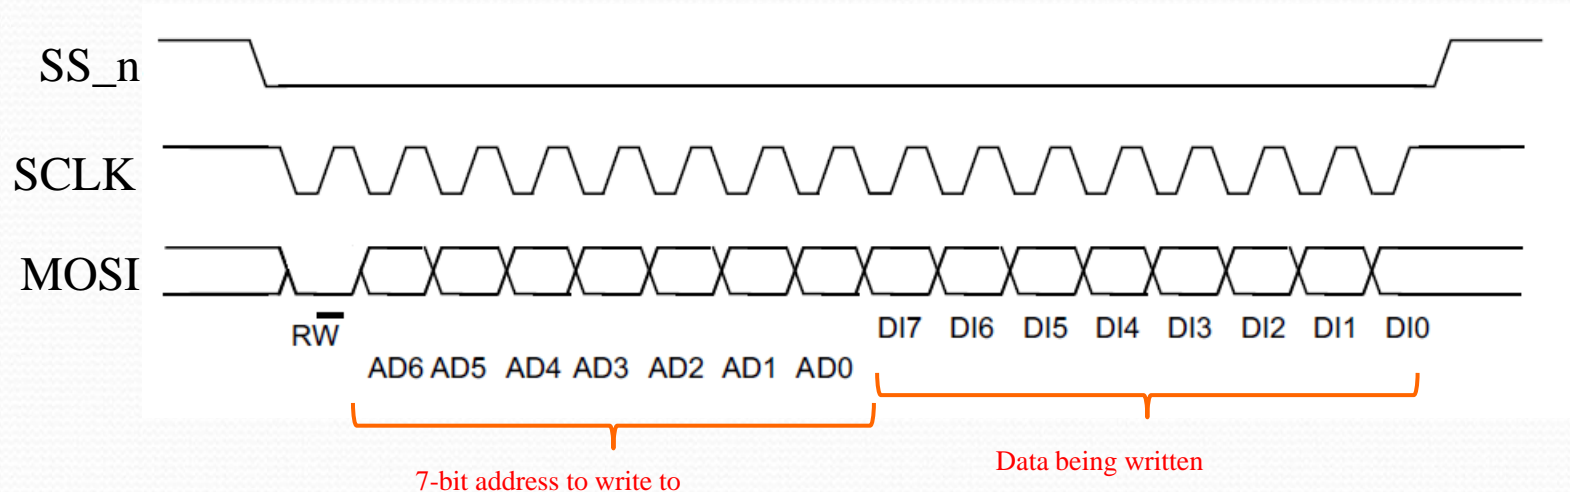 SS_n
SCLK
MOSI
RW̅
DI7 DI6 DI5 DI4 DI3 DI2 DI1 DI0
AD6 AD5 AD4 AD3 AD2 AD1 AD0
Data being written
7-bit address to write to